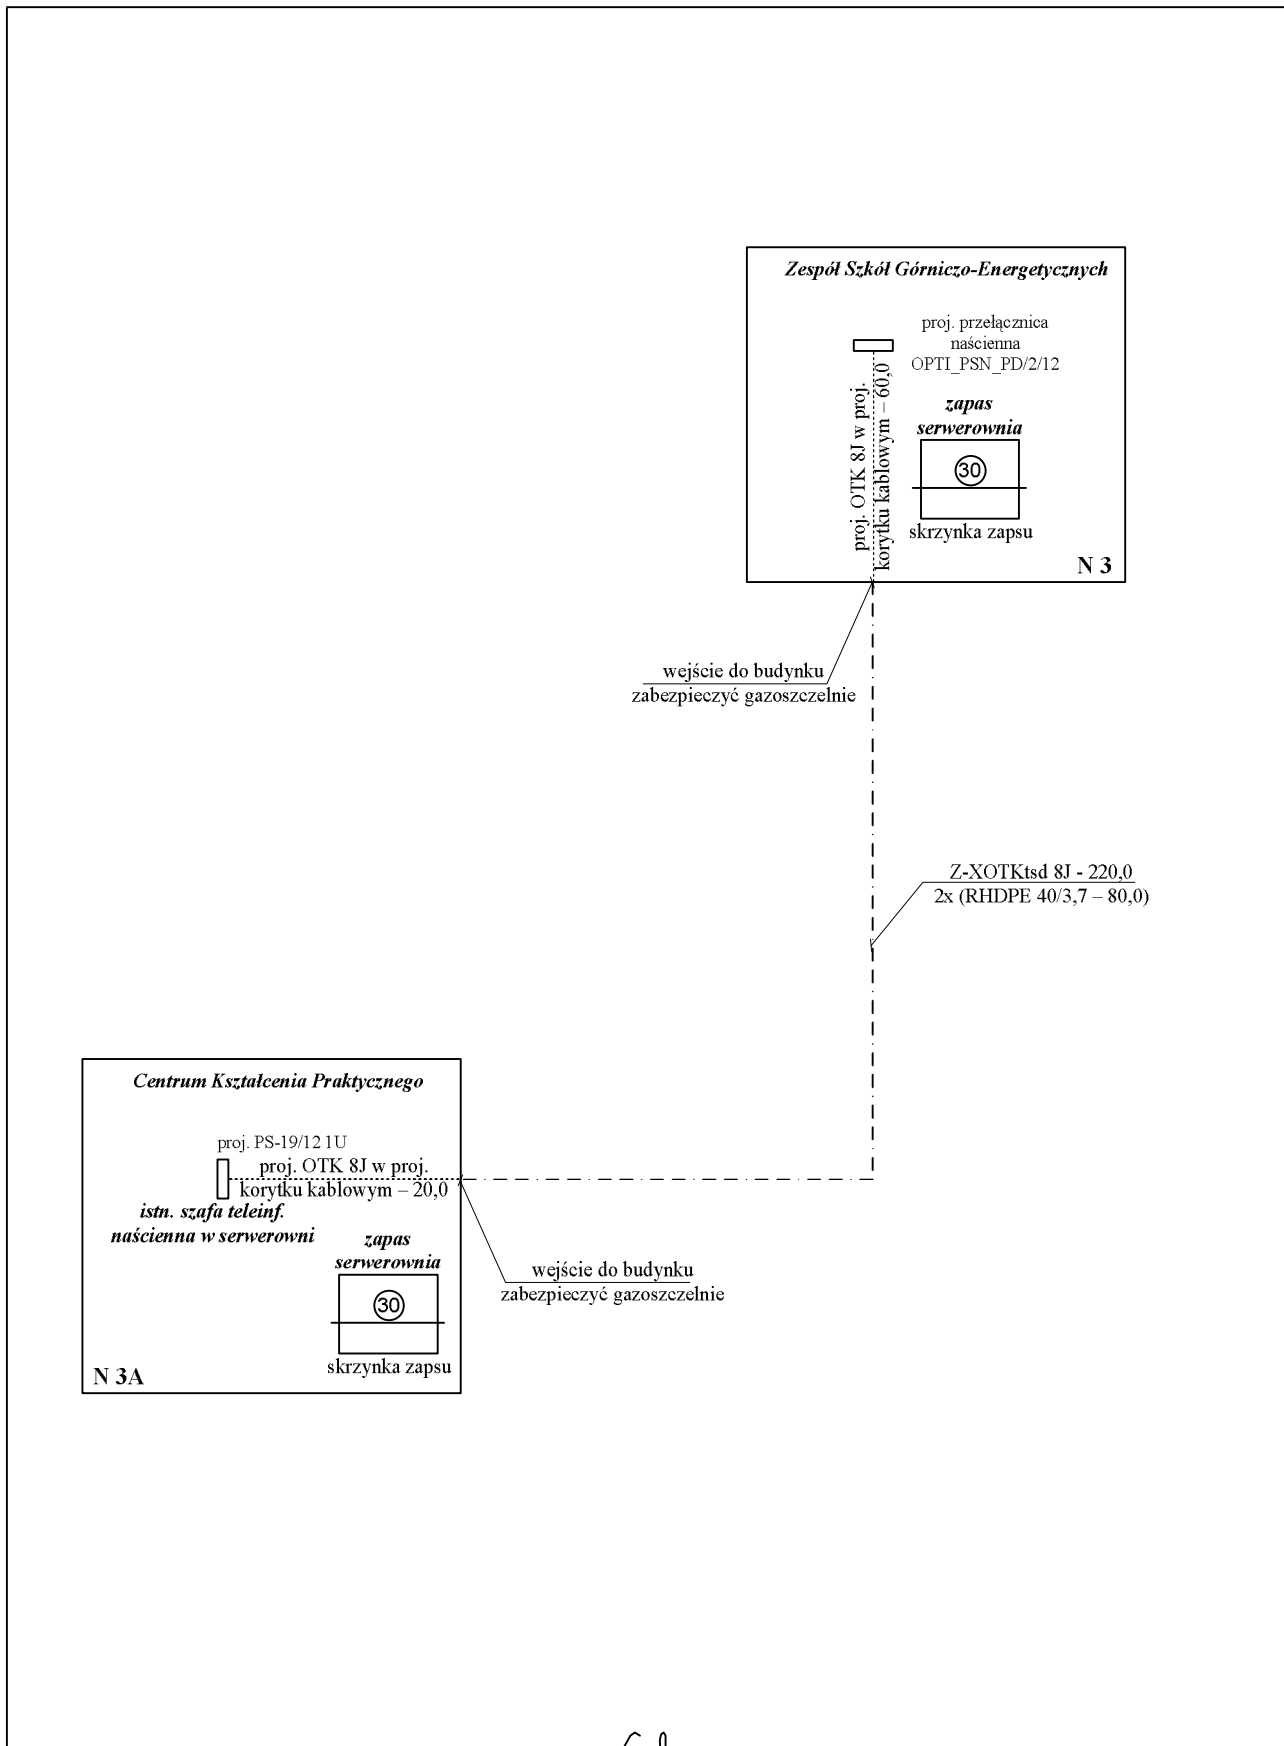 Zespół Szkół Górniczo-Energetycznych
proj. przełącznica
naścienna
OPTI_PSN_PD/2/12
proj. OTK 8J w proj.
korytku kablowym – 60,0
zapas
serwerownia
30
skrzynka zapsu
N 3
wejście do budynku
zabezpieczyć gazoszczelnie
Z-XOTKtsd 8J - 220,0
2x (RHDPE 40/3,7 – 80,0)
Centrum Kształcenia Praktycznego
proj. PS-19/12 1U
proj. OTK 8J w proj.
korytku kablowym – 20,0
istn. szafa teleinf.
naścienna w serwerowni
zapas
serwerownia
30
skrzynka zapsu
N 3A
wejście do budynku
zabezpieczyć gazoszczelnie